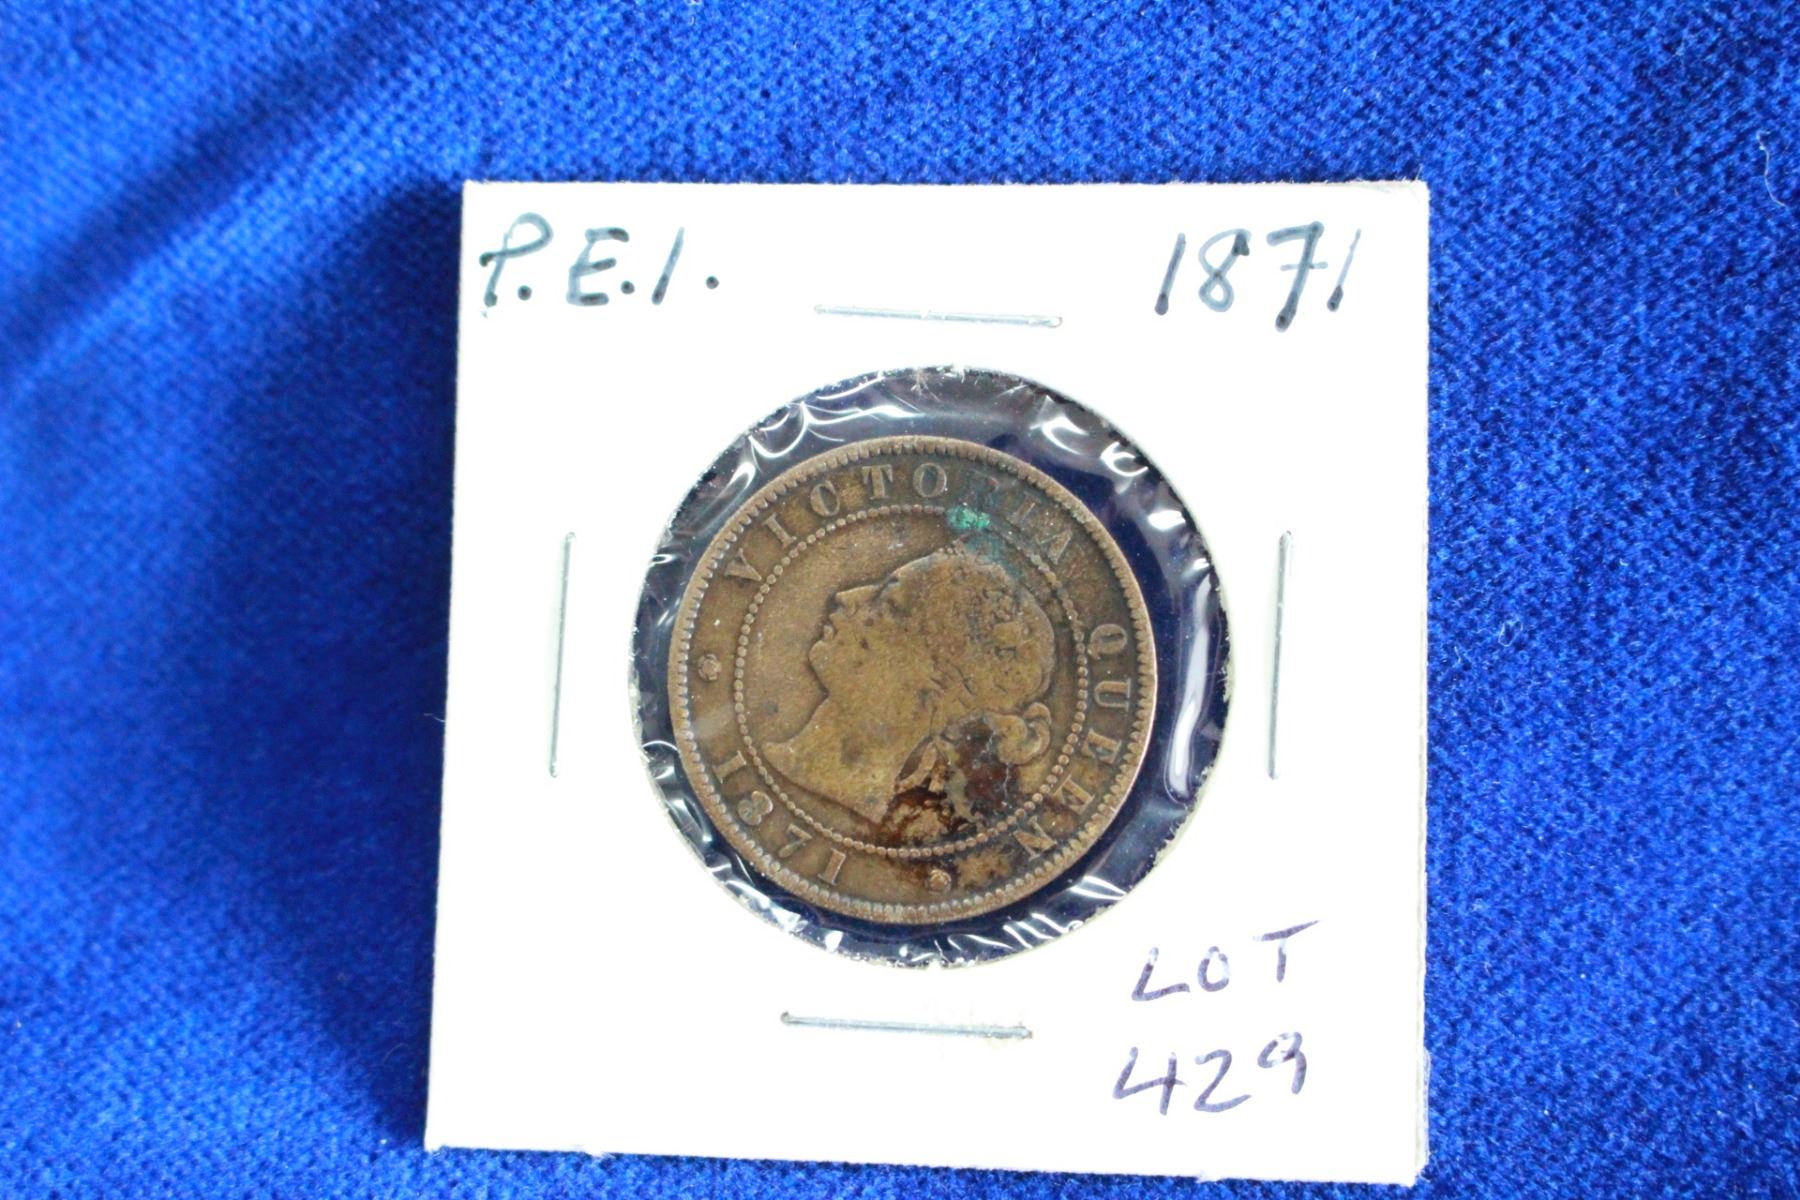 P.E.I. 1871
VICTORIA QUEEN
1871
LOT
429